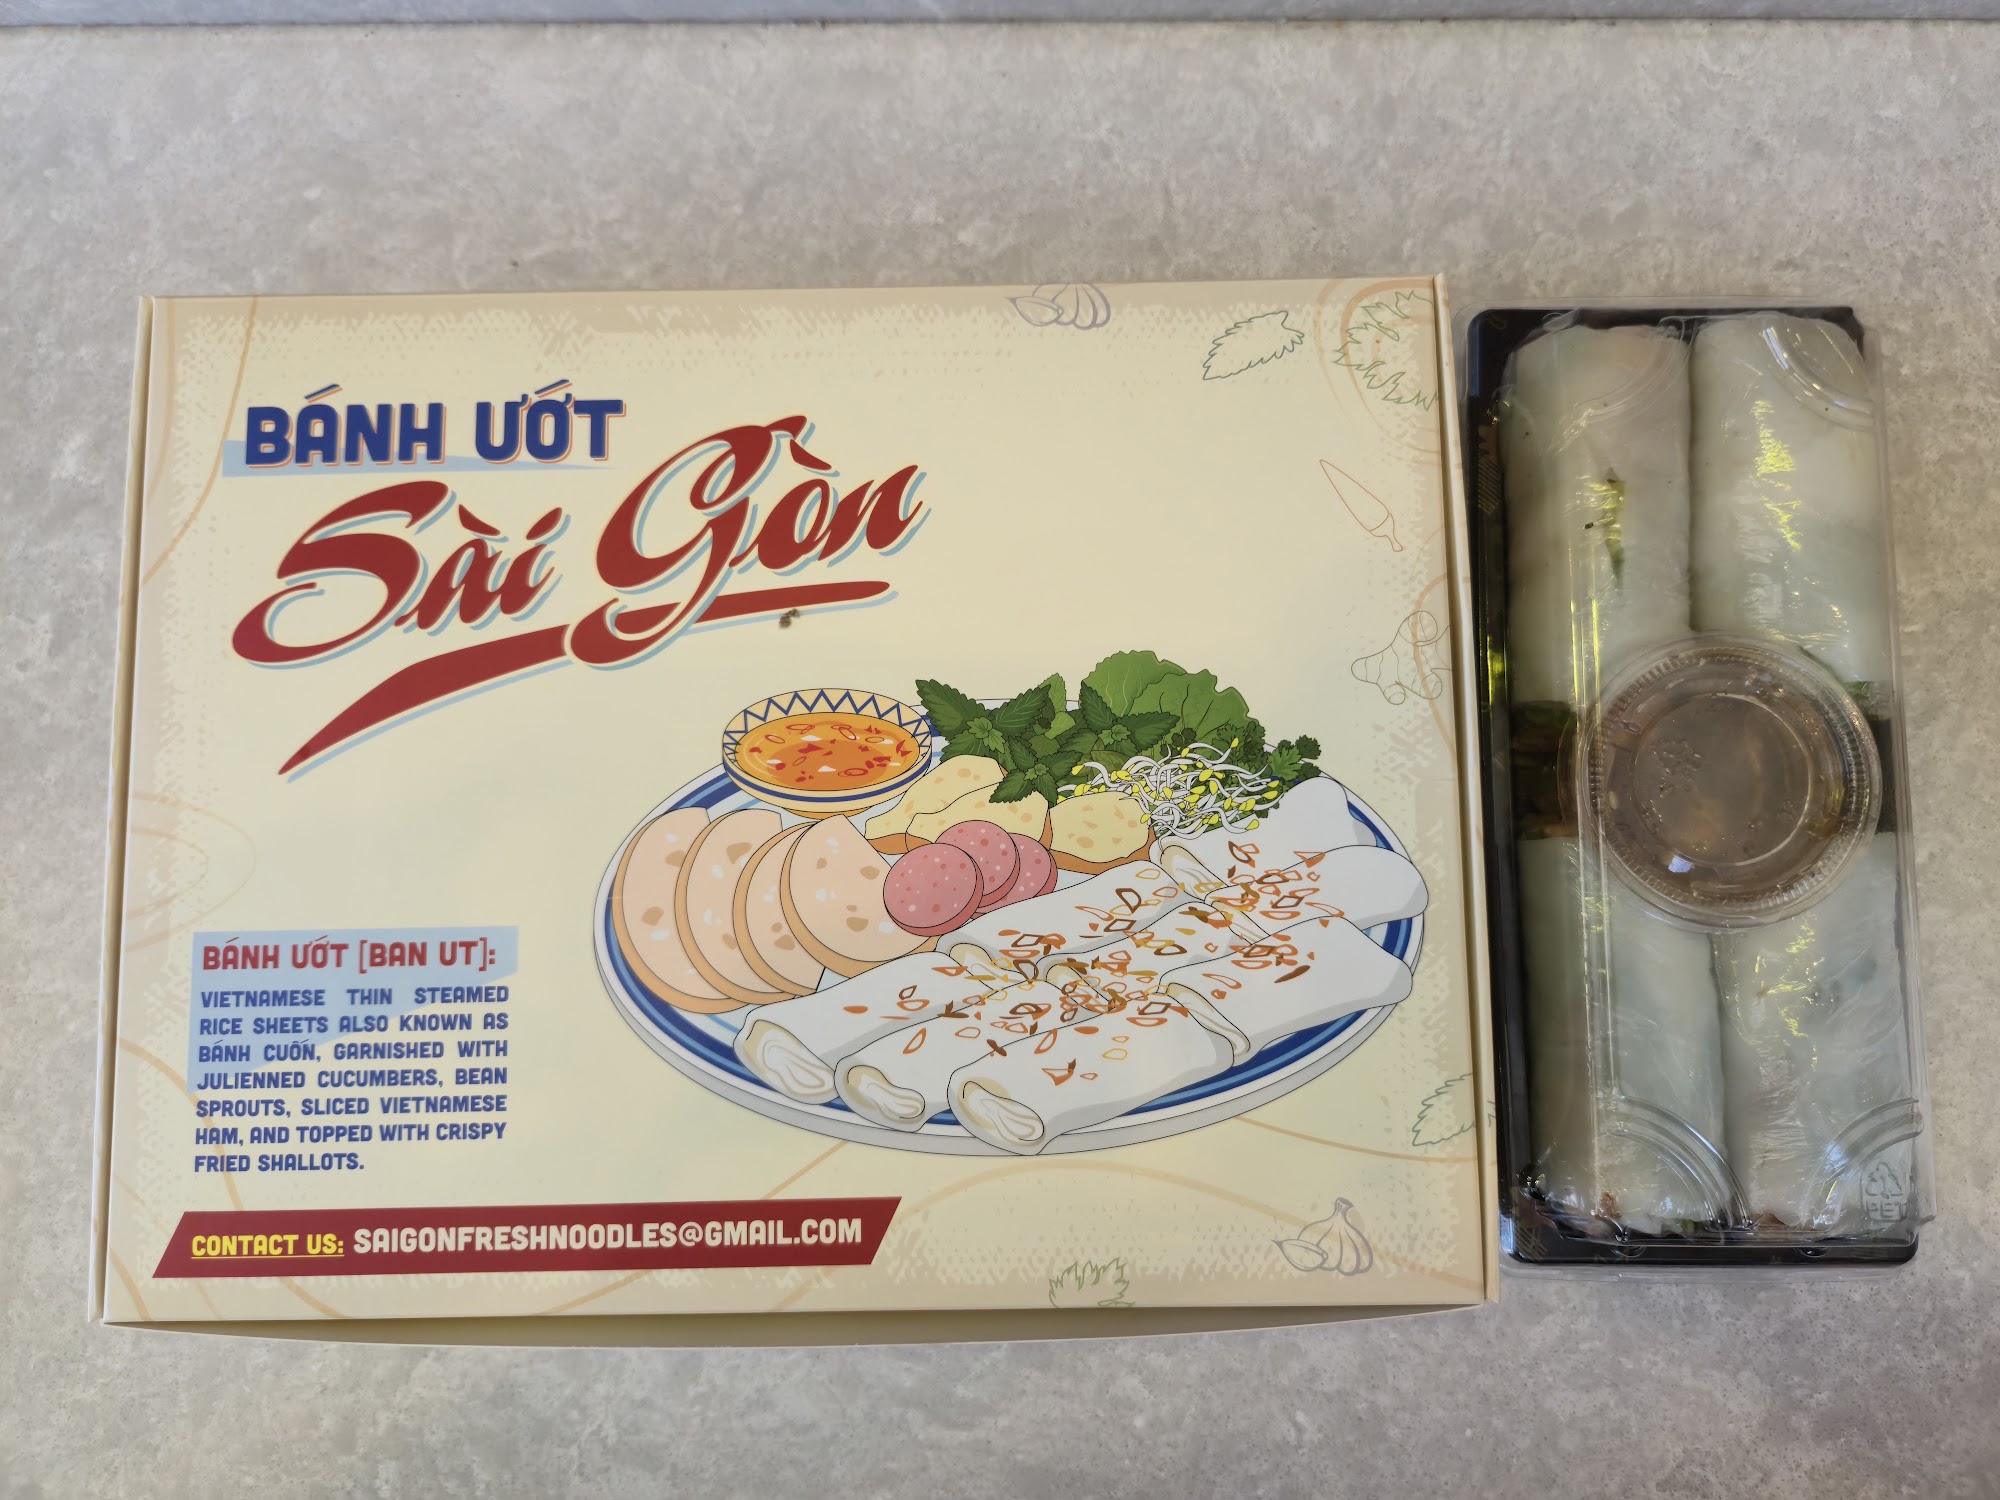 BÁNH ƯỚT
Sài Gòn
BÁNH ƯỚT [BAN UT]:
VIETNAMESE THIN STEAMED
RICE SHEETS ALSO KNOWN AS
BÁNH CUỐN, GARNISHED WITH
JULIENNED CUCUMBERS, BEAN
SPROUTS, SLICED VIETNAMESE
HAM, AND TOPPED WITH CRISPY
FRIED SHALLOTS.
CONTACT US: SAIGONFRESHNOODLES@GMAIL.COM
PET